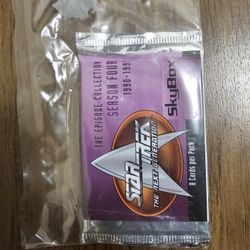 THE EPISODE COLLECTION
SEASON FOUR
1990-1991
STAR TREK
THE NEXT GENERATION
SkyBox
8 Cards per Pack